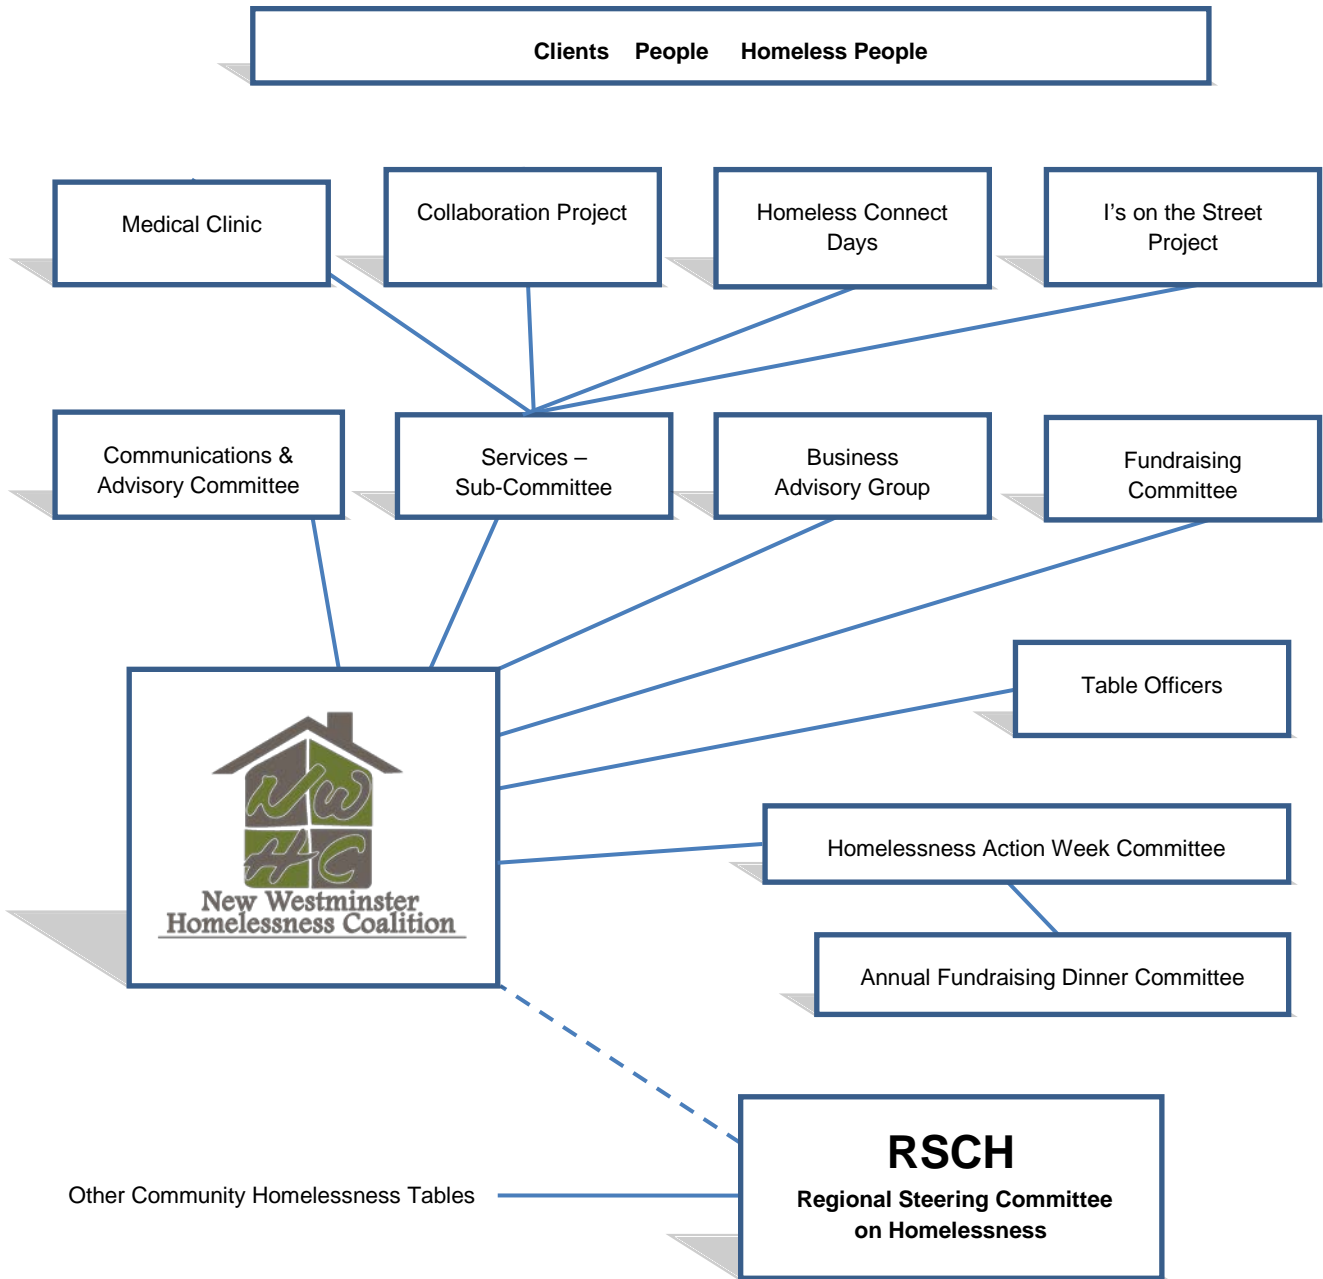 Clients People Homeless People
Medical Clinic
Collaboration Project
Homeless Connect
Days
I's on the Street
Project
Communications &
Advisory Committee
Services –
Sub-Committee
Business
Advisory Group
Fundraising
Committee
Table Officers
NW
HC
New Westminster
Homelessness Coalition
Homelessness Action Week Committee
Annual Fundraising Dinner Committee
RSCH
Regional Steering Committee
on Homelessness
Other Community Homelessness Tables